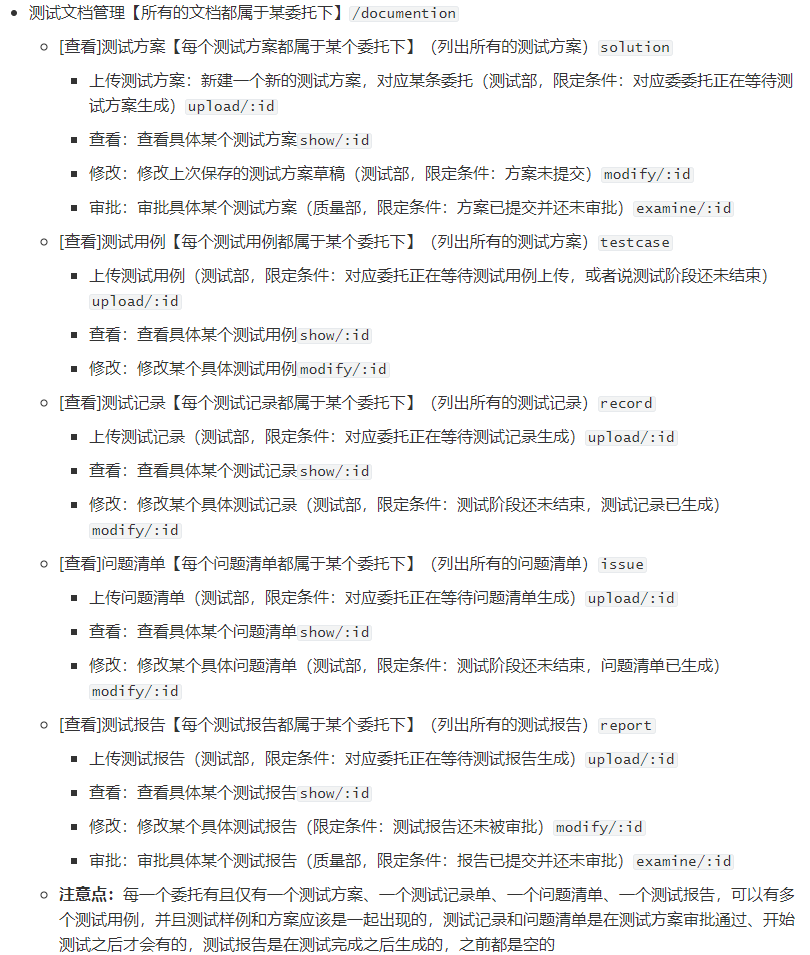 测试文档管理【所有的文档都属于某委托下】/documention
[查看]测试方案【每个测试方案都属于某个委托下】（列出所有的测试方案）solution
上传测试方案：新建一个新的测试方案，对应某条委托（测试部，限定条件：对应委委托正在等待测
试方案生成）upload/:id
查看：查看具体某个测试方案show/:id
修改：修改上次保存的测试方案草稿（测试部，限定条件：方案未提交）modify/:id
审批：审批具体某个测试方案（质量部，限定条件：方案已提交并还未审批）examine/:id
[查看]测试用例【每个测试用例都属于某个委托下】（列出所有的测试方案）testcase
上传测试用例（测试部，限定条件：对应委托正在等待测试用例上传，或者说测试阶段还未结束）
upload/:id
查看：查看具体某个测试用例show/:id
修改：修改某个具体测试用例modify/:id
[查看]测试记录【每个测试记录都属于某个委托下】（列出所有的测试记录）record
上传测试记录（测试部，限定条件：对应委托正在等待测试记录生成）upload/:id
查看：查看具体某个测试记录show/:id
修改：修改某个具体测试记录（测试部，限定条件：测试阶段还未结束，测试记录已生成）
modify/:id
[查看]问题清单【每个问题清单都属于某个委托下】（列出所有的问题清单）issue
上传问题清单（测试部，限定条件：对应委托正在等待问题清单生成）upload/:id
查看：查看具体某个问题清单show/:id
修改：修改某个具体问题清单（测试部，限定条件：测试阶段还未结束，问题清单已生成）
modify/:id
[查看]测试报告【每个测试报告都属于某个委托下】（列出所有的测试报告）report
上传测试报告（测试部，限定条件：对应委托正在等待测试报告生成）upload/:id
查看：查看具体某个测试报告show/:id
修改：修改某个具体测试报告（限定条件：测试报告还未被审批）modify/:id
审批：审批具体某个测试报告（质量部，限定条件：报告已提交并还未审批）examine/:id
注意点：每一个委托有且仅有一个测试方案、一个测试记录单、一个问题清单、一个测试报告，可以有多
个测试用例，并且测试样例和方案应该是一起出现的，测试记录和问题清单是在测试方案审批通过、开始
测试之后才会有的，测试报告是在测试完成之后生成的，之前都是空的